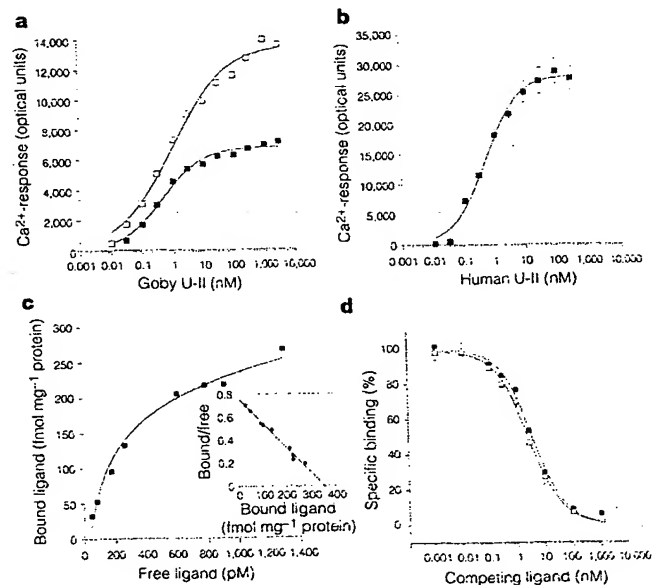 a
Ca2+-response (optical units)
14,000
12,000
10,000
8,000
6,000
4,000
2,000
0
0.001 0.01 0.1 1 10 100 1,000 10,000
Goby U-II (nM)
b
Ca2+-response (optical units)
35,000
30,000
25,000
20,000
15,000
10,000
5,000
0
0.001 0.01 0.1 1 10 100 1,000 10,000
Human U-II (nM)
c
Bound ligand (fmol mg−1 protein)
300
250
200
150
100
50
0
0 200 400 600 800 1,000 1,200 1,400
Free ligand (pM)
Bound/free
0.8
0.6
0.4
0.2
0
0 100 200 300 400
Bound ligand
(fmol mg−1 protein)
d
Specific binding (%)
100
80
60
40
20
0
0.001 0.01 0.1 1 10 100 1,000 10,000
Competing ligand (nM)